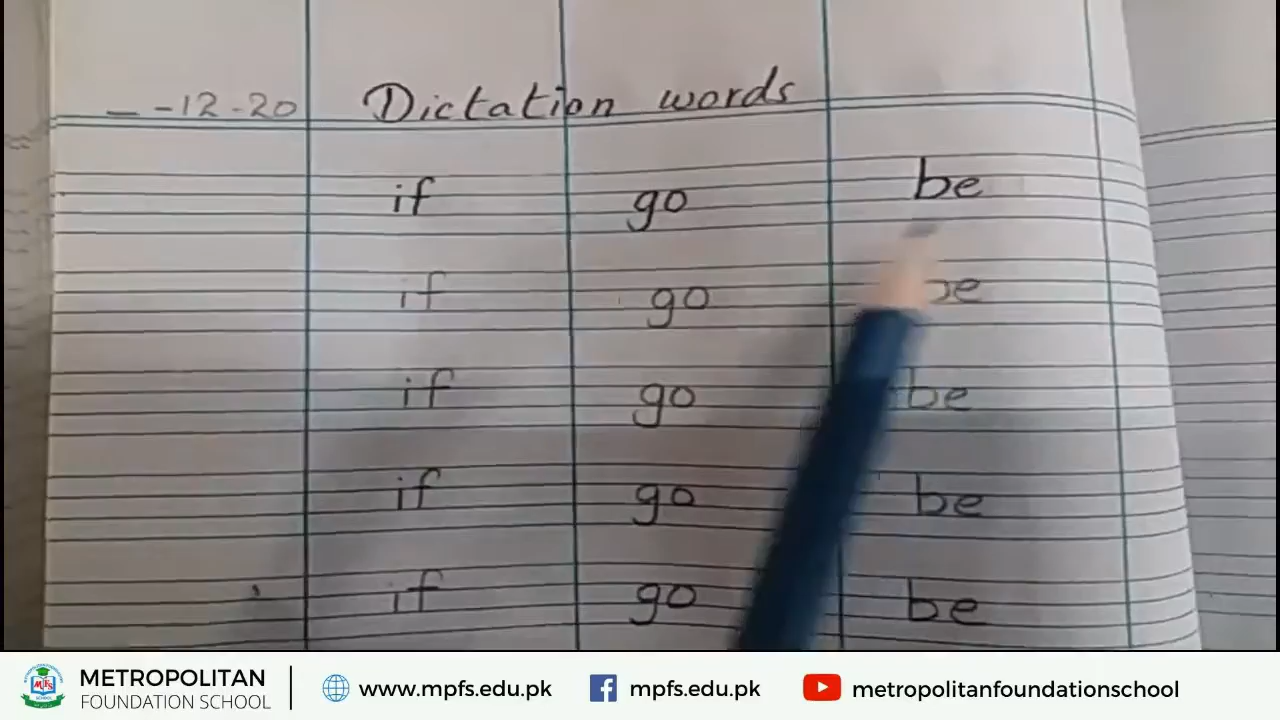 _ -12-20 Dictation words
if go be
if go be
if go be
if go be
if go be
METROPOLITAN
FOUNDATION SCHOOL
www.mpfs.edu.pk
mpfs.edu.pk
metropolitanfoundationschool